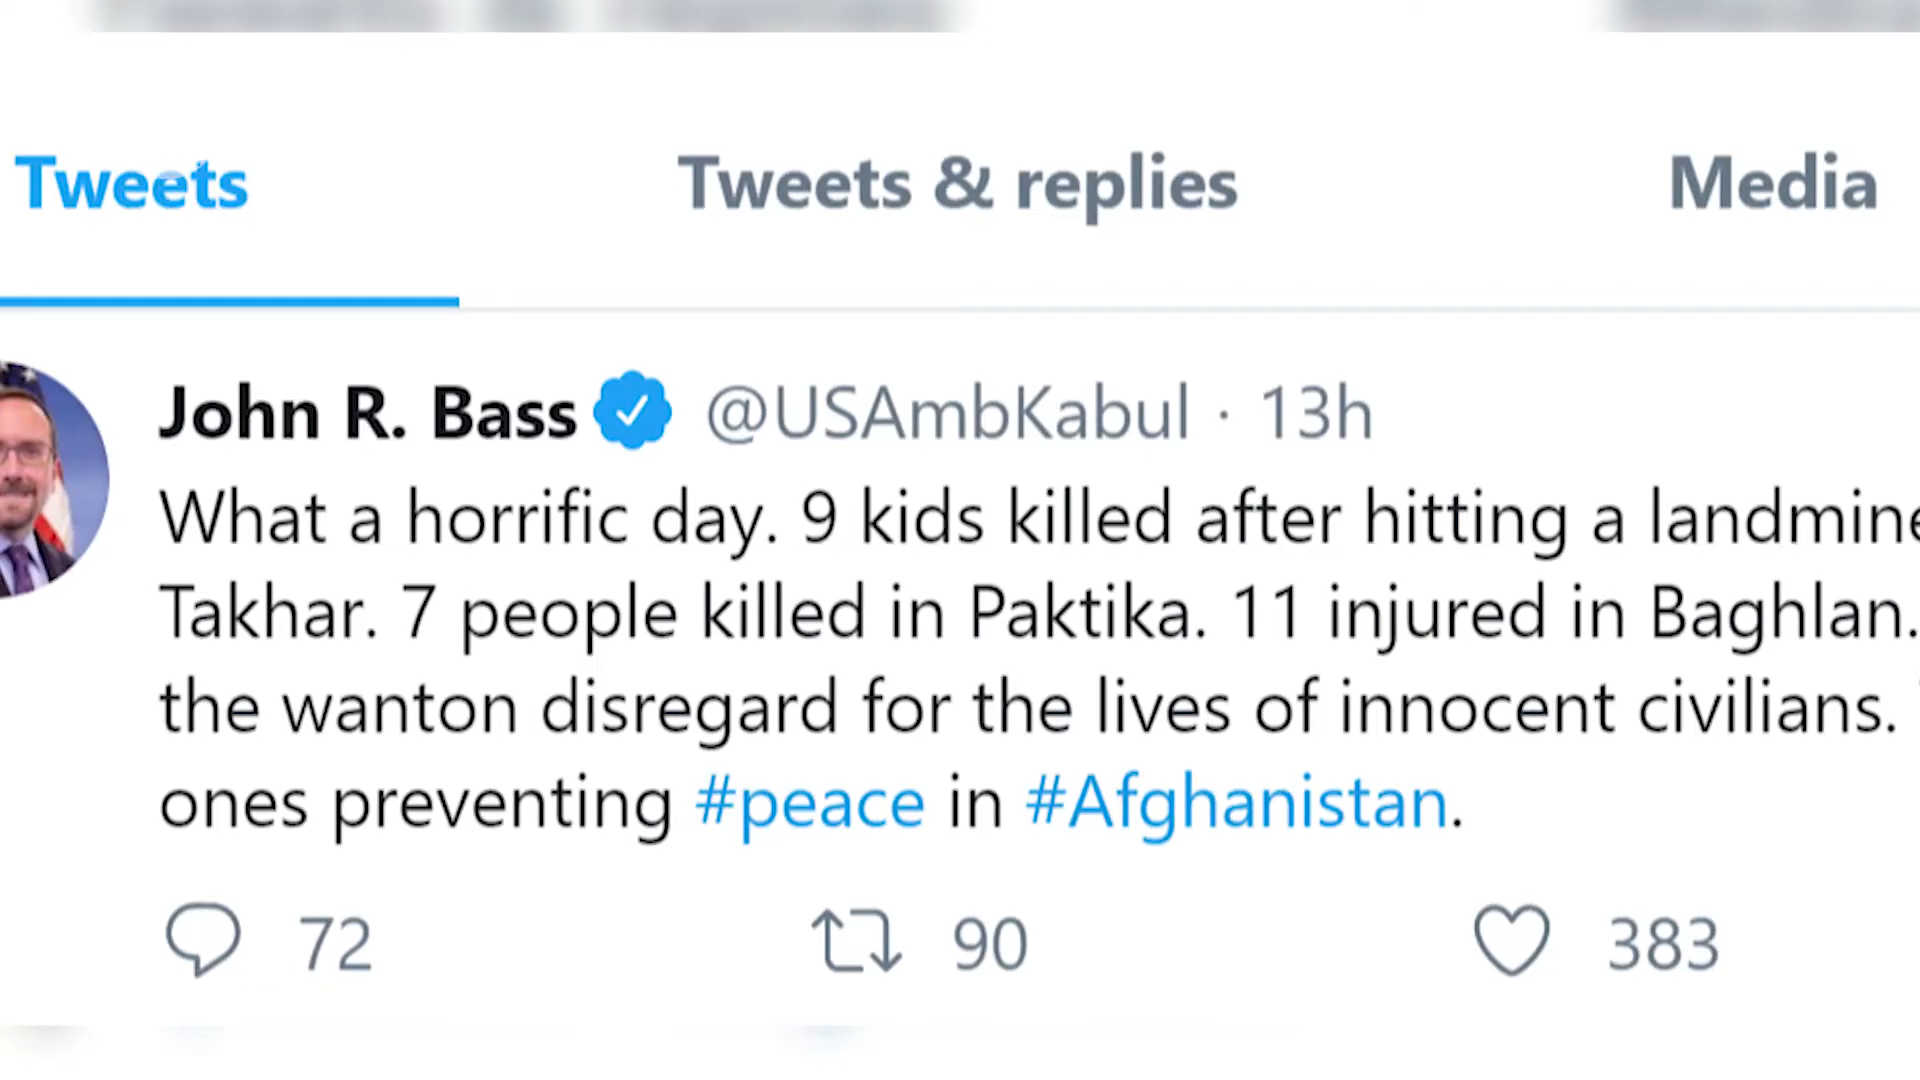 Tweets Tweets & replies Media
John R. Bass @USAmbKabul · 13h
What a horrific day. 9 kids killed after hitting a landmine
Takhar. 7 people killed in Paktika. 11 injured in Baghlan.
the wanton disregard for the lives of innocent civilians.
ones preventing #peace in #Afghanistan.
72 90 383